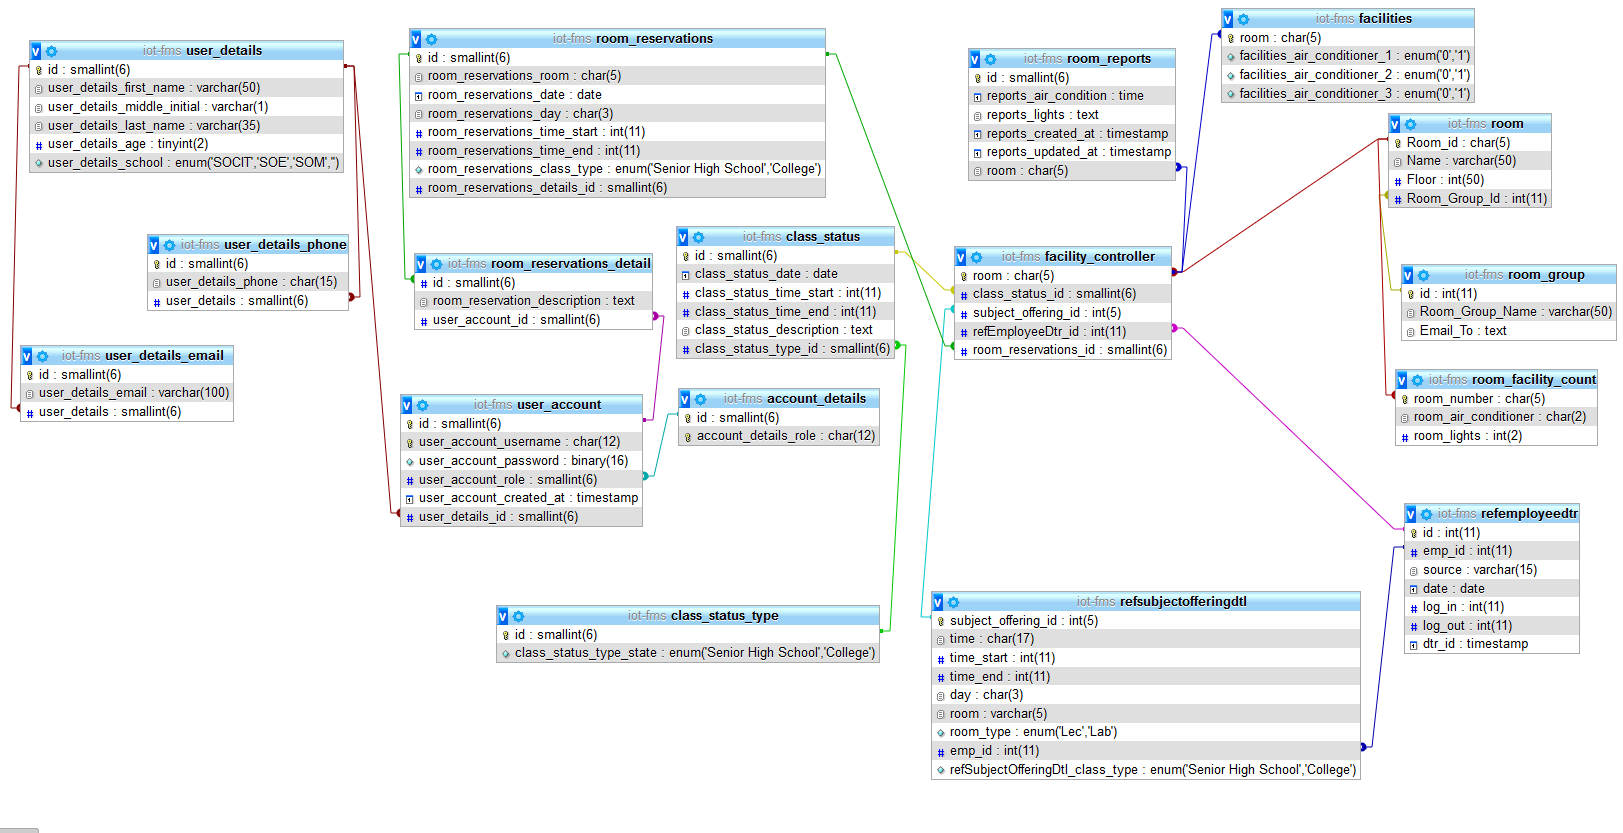 iot-fms user_details
id : smallint(6)
user_details_first_name : varchar(50)
user_details_middle_initial : varchar(1)
user_details_last_name : varchar(35)
user_details_age : tinyint(2)
user_details_school : enum('SOCIT','SOE','SOM','')
iot-fms user_details_phone
id : smallint(6)
user_details_phone : char(15)
user_details : smallint(6)
iot-fms user_details_email
id : smallint(6)
user_details_email : varchar(100)
user_details : smallint(6)
iot-fms room_reservations
id : smallint(6)
room_reservations_room : char(5)
room_reservations_date : date
room_reservations_day : char(3)
room_reservations_time_start : int(11)
room_reservations_time_end : int(11)
room_reservations_class_type : enum('Senior High School','College')
room_reservations_details_id : smallint(6)
iot-fms room_reservations_detail
id : smallint(6)
room_reservation_description : text
user_account_id : smallint(6)
iot-fms user_account
id : smallint(6)
user_account_username : char(12)
user_account_password : binary(16)
user_account_role : smallint(6)
user_account_created_at : timestamp
user_details_id : smallint(6)
iot-fms class_status
id : smallint(6)
class_status_date : date
class_status_time_start : int(11)
class_status_time_end : int(11)
class_status_description : text
class_status_type_id : smallint(6)
iot-fms account_details
id : smallint(6)
account_details_role : char(12)
iot-fms class_status_type
id : smallint(6)
class_status_type_state : enum('Senior High School','College')
iot-fms room_reports
id : smallint(6)
reports_air_condition : time
reports_lights : text
reports_created_at : timestamp
reports_updated_at : timestamp
room : char(5)
iot-fms facility_controller
room : char(5)
class_status_id : smallint(6)
subject_offering_id : int(5)
refEmployeeDtr_id : int(11)
room_reservations_id : smallint(6)
iot-fms refsubjectofferingdtl
subject_offering_id : int(5)
time : char(17)
time_start : int(11)
time_end : int(11)
day : char(3)
room : varchar(5)
room_type : enum('Lec','Lab')
emp_id : int(11)
refSubjectOfferingDtl_class_type : enum('Senior High School','College')
iot-fms facilities
room : char(5)
facilities_air_conditioner_1 : enum('0','1')
facilities_air_conditioner_2 : enum('0','1')
facilities_air_conditioner_3 : enum('0','1')
iot-fms room
Room_id : char(5)
Name : varchar(50)
Floor : int(50)
Room_Group_Id : int(11)
iot-fms room_group
id : int(11)
Room_Group_Name : varchar(50)
Email_To : text
iot-fms room_facility_count
room_number : char(5)
room_air_conditioner : char(2)
room_lights : int(2)
iot-fms refemployeedtr
id : int(11)
emp_id : int(11)
source : varchar(15)
date : date
log_in : int(11)
log_out : int(11)
dtr_id : timestamp